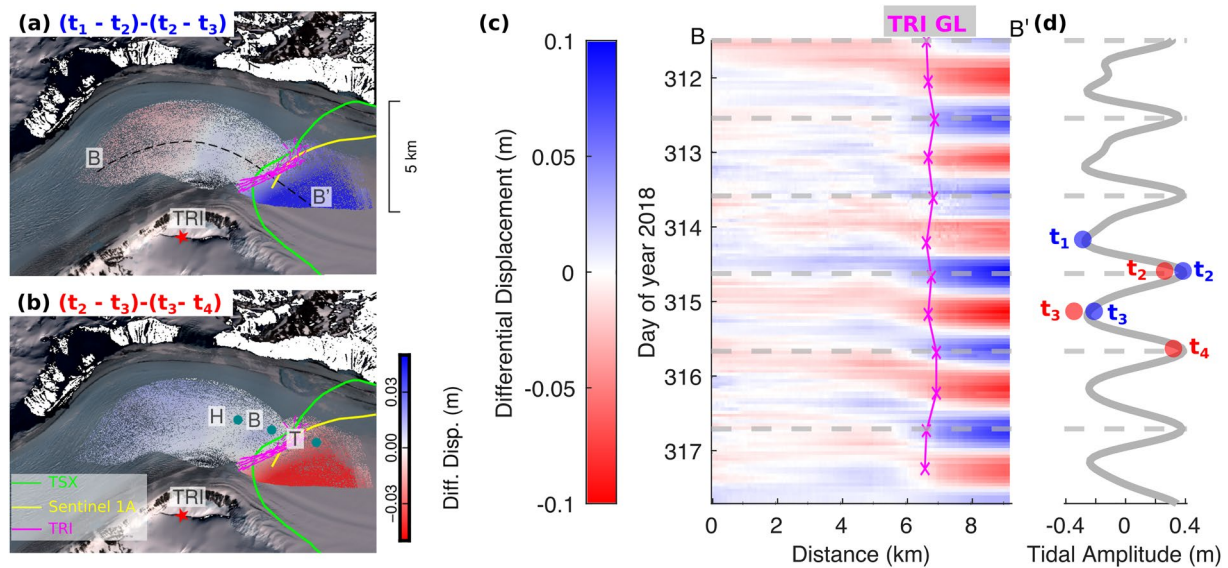 (a) (t1 - t2)-(t2 - t3)
B
B'
TRI
5 km
(b) (t2 - t3)-(t3- t4)
H
B
T
TSX
Sentinel 1A
TRI
TRI
0.03
0.00
−0.03
Diff. Disp. (m)
(c)
0.1
0.05
0
-0.05
-0.1
Differential Displacement (m)
B
TRI GL
B'
312
313
314
315
316
317
Day of year 2018
0
2
4
6
8
Distance (km)
(d)
t1
t2
t2
t3
t3
t4
-0.4
0
0.4
Tidal Amplitude (m)